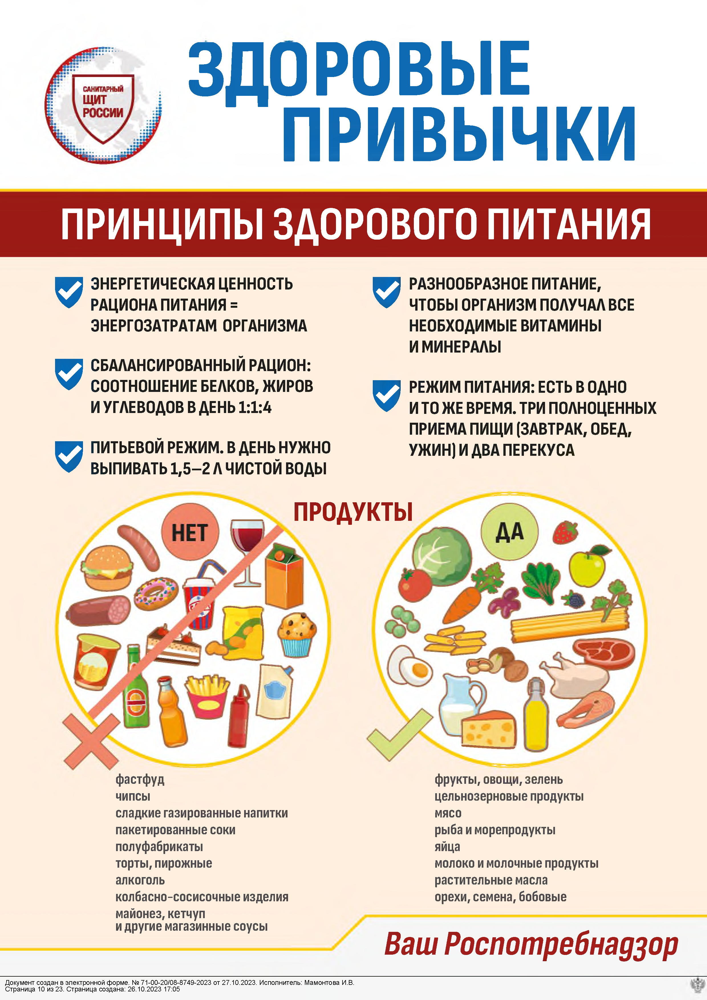 САНИТАРНЫЙ
ЩИТ
РОССИИ
ЗДОРОВЫЕ
ПРИВЫЧКИ
ПРИНЦИПЫ ЗДОРОВОГО ПИТАНИЯ
ЭНЕРГЕТИЧЕСКАЯ ЦЕННОСТЬ
РАЦИОНА ПИТАНИЯ =
ЭНЕРГОЗАТРАТАМ ОРГАНИЗМА
СБАЛАНСИРОВАННЫЙ РАЦИОН:
СООТНОШЕНИЕ БЕЛКОВ, ЖИРОВ
И УГЛЕВОДОВ В ДЕНЬ 1:1:4
ПИТЬЕВОЙ РЕЖИМ. В ДЕНЬ НУЖНО
ВЫПИВАТЬ 1,5–2 Л ЧИСТОЙ ВОДЫ
РАЗНООБРАЗНОЕ ПИТАНИЕ,
ЧТОБЫ ОРГАНИЗМ ПОЛУЧАЛ ВСЕ
НЕОБХОДИМЫЕ ВИТАМИНЫ
И МИНЕРАЛЫ
РЕЖИМ ПИТАНИЯ: ЕСТЬ В ОДНО
И ТО ЖЕ ВРЕМЯ. ТРИ ПОЛНОЦЕННЫХ
ПРИЕМА ПИЩИ (ЗАВТРАК, ОБЕД,
УЖИН) И ДВА ПЕРЕКУСА
ПРОДУКТЫ
НЕТ
фастфуд
чипсы
сладкие газированные напитки
пакетированные соки
полуфабрикаты
торты, пирожные
алкоголь
колбасно-сосисочные изделия
майонез, кетчуп
и другие магазинные соусы
ДА
фрукты, овощи, зелень
цельнозерновые продукты
мясо
рыба и морепродукты
яйца
молоко и молочные продукты
растительные масла
орехи, семена, бобовые
Ваш Роспотребнадзор
Документ создан в электронной форме. № 71-00-20/08-8749-2023 от 27.10.2023. Исполнитель: Мамонтова И.В.
Страница 10 из 23. Страница создана: 26.10.2023 17:05